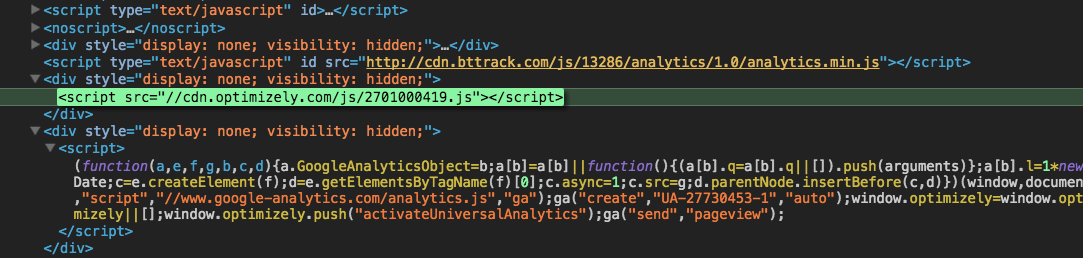 <script type="text/javascript" id>…</script>
<noscript>…</noscript>
<div style="display: none; visibility: hidden;">…</div>
<script type="text/javascript" id src="http://cdn.bttrack.com/js/13286/analytics/1.0/analytics.min.js"></script>
<div style="display: none; visibility: hidden;">
<script src="//cdn.optimizely.com/js/2701000419.js"></script>
</div>
<div style="display: none; visibility: hidden;">
<script>
(function(a,e,f,g,b,c,d){a.GoogleAnalyticsObject=b;a[b]=a[b]||function(){(a[b].q=a[b].q||[]).push(arguments)};a[b].l=1*new
Date;c=e.createElement(f);d=e.getElementsByTagName(f)[0];c.async=1;c.src=g;d.parentNode.insertBefore(c,d)})(window,documen
,"script","//www.google-analytics.com/analytics.js","ga");ga("create","UA-27730453-1","auto");window.optimizely=window.opt
mizely||[];window.optimizely.push("activateUniversalAnalytics");ga("send","pageview");
</script>
</div>